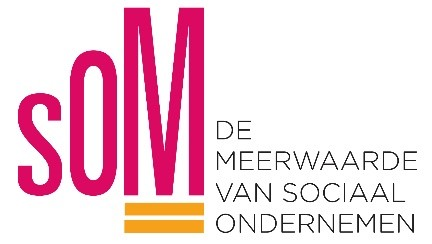 SOM
DE
MEERWAARDE
VAN SOCIAAL
ONDERNEMEN